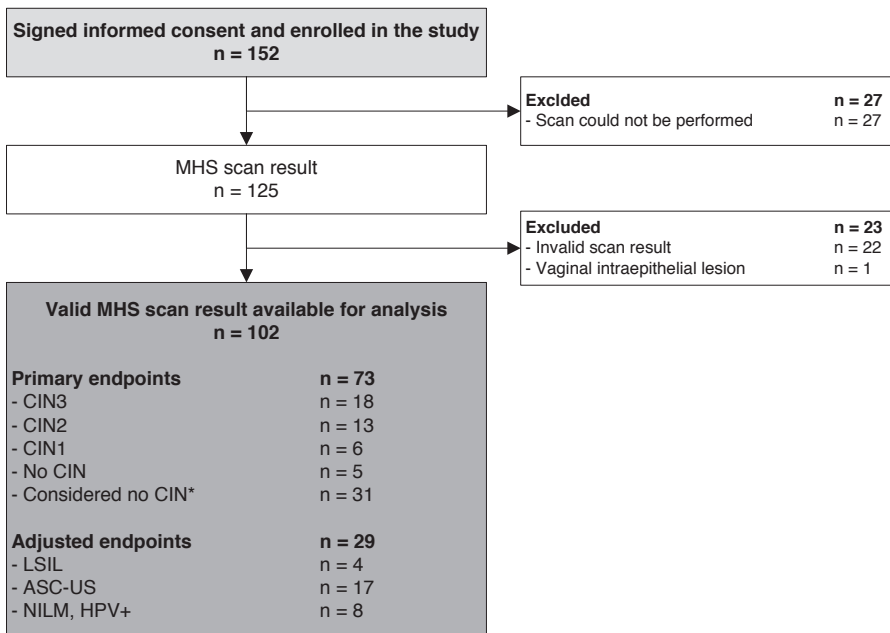 Signed informed consent and enrolled in the study
n = 152
Exclded n = 27
- Scan could not be performed n = 27
MHS scan result
n = 125
Excluded n = 23
- Invalid scan result n = 22
- Vaginal intraepithelial lesion n = 1
Valid MHS scan result available for analysis
n = 102
Primary endpoints n = 73
- CIN3 n = 18
- CIN2 n = 13
- CIN1 n = 6
- No CIN n = 5
- Considered no CIN* n = 31
Adjusted endpoints n = 29
- LSIL n = 4
- ASC-US n = 17
- NILM, HPV+ n = 8